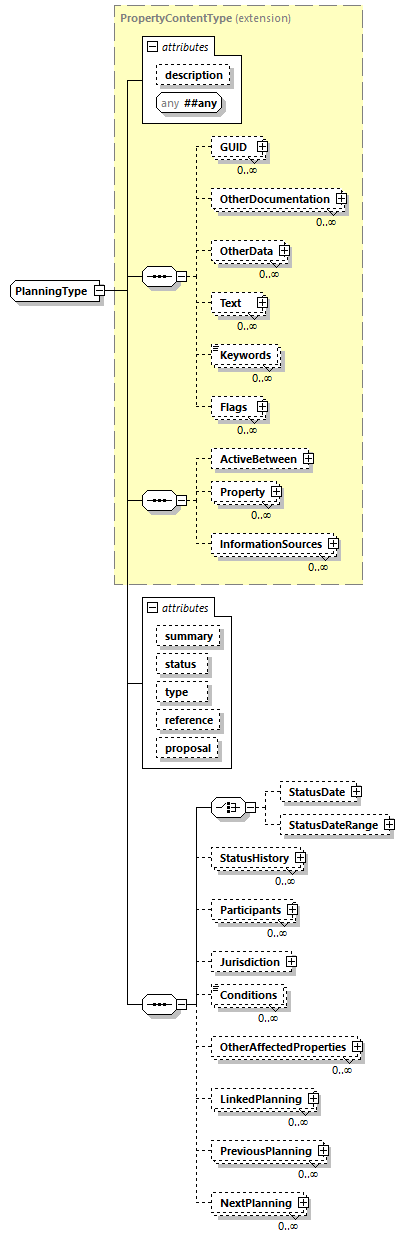 PropertyContentType (extension)
attributes
description
any ##any
GUID
0..∞
OtherDocumentation
0..∞
OtherData
0..∞
PlanningType
Text
0..∞
Keywords
0..∞
Flags
0..∞
ActiveBetween
Property
0..∞
InformationSources
0..∞
attributes
summary
status
type
reference
proposal
StatusDate
StatusDateRange
StatusHistory
0..∞
Participants
0..∞
Jurisdiction
Conditions
0..∞
OtherAffectedProperties
0..∞
LinkedPlanning
0..∞
PreviousPlanning
0..∞
NextPlanning
0..∞